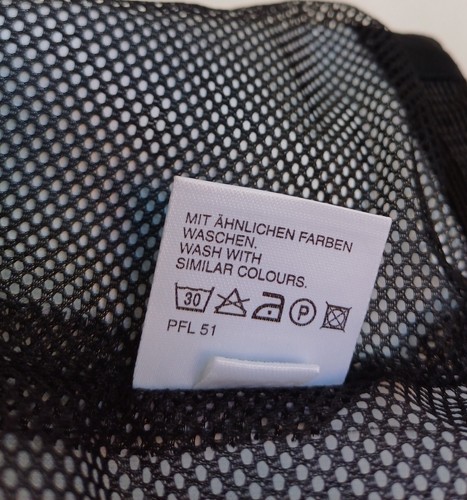 MIT ÄHNLICHEN FARBEN
WASCHEN.
WASH WITH
SIMILAR COLOURS.
30 P
PFL 51